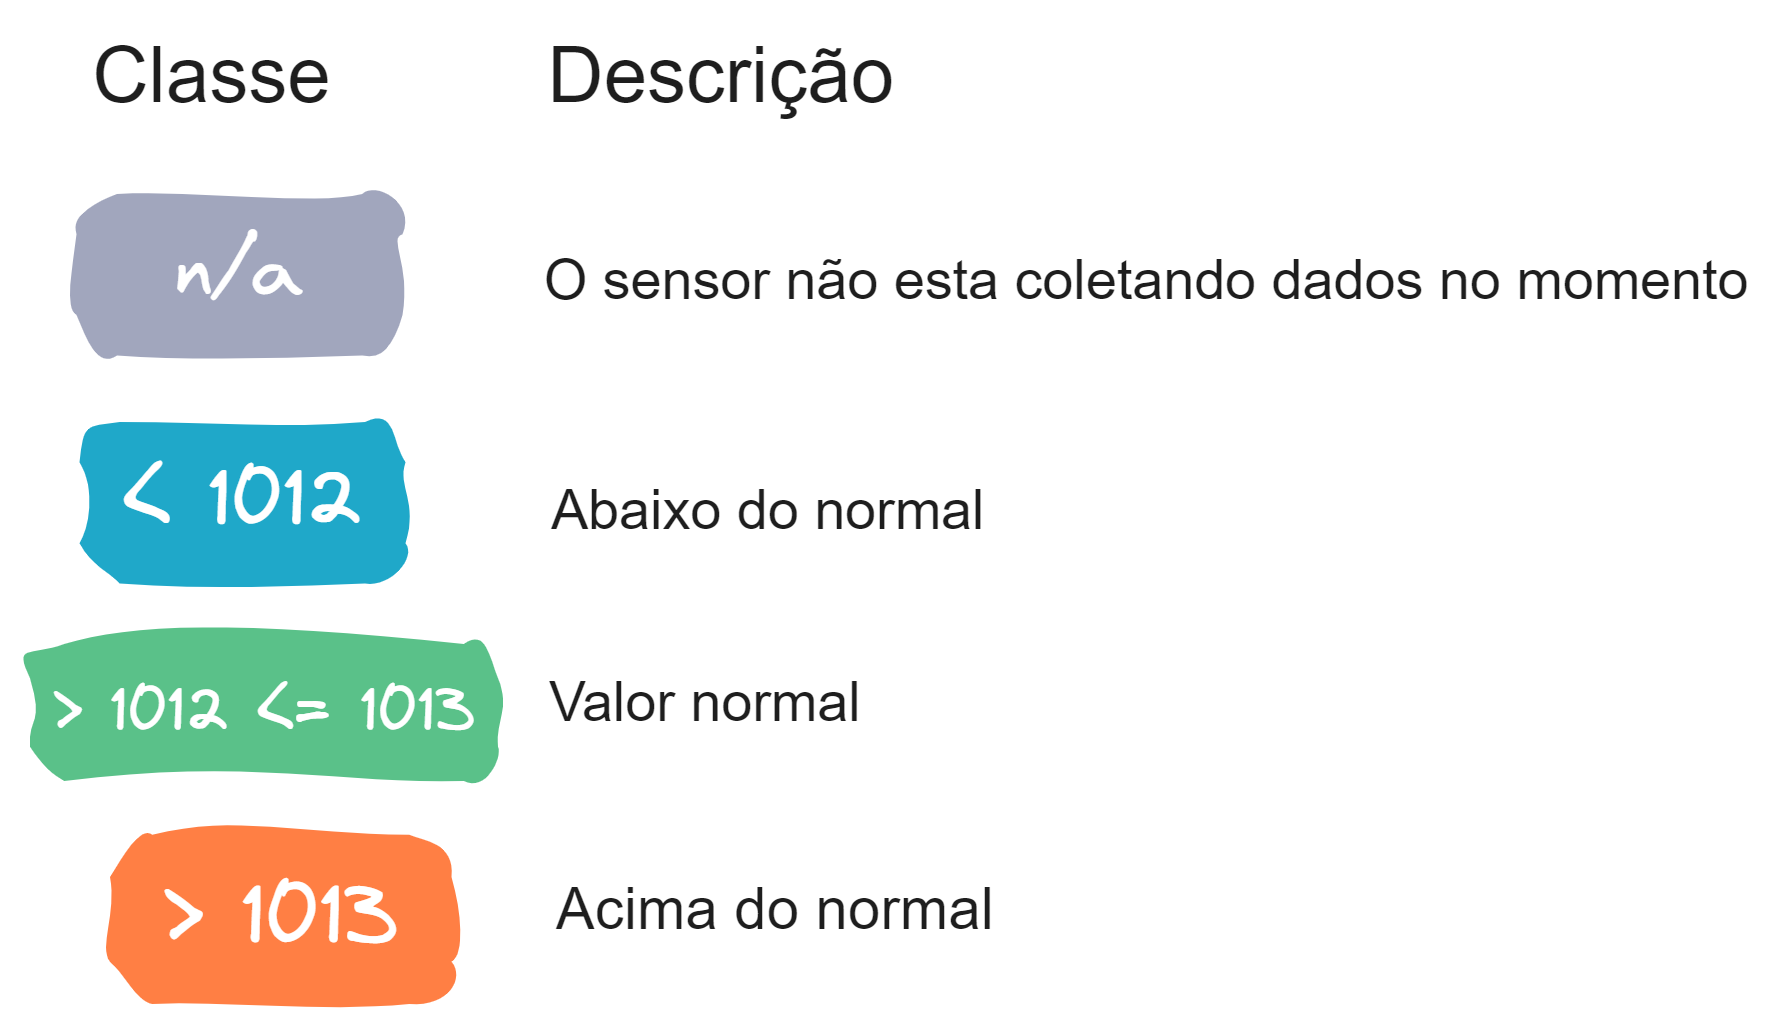 Classe Descrição
n/a O sensor não esta coletando dados no momento
< 1012 Abaixo do normal
> 1012 <= 1013 Valor normal
> 1013 Acima do normal